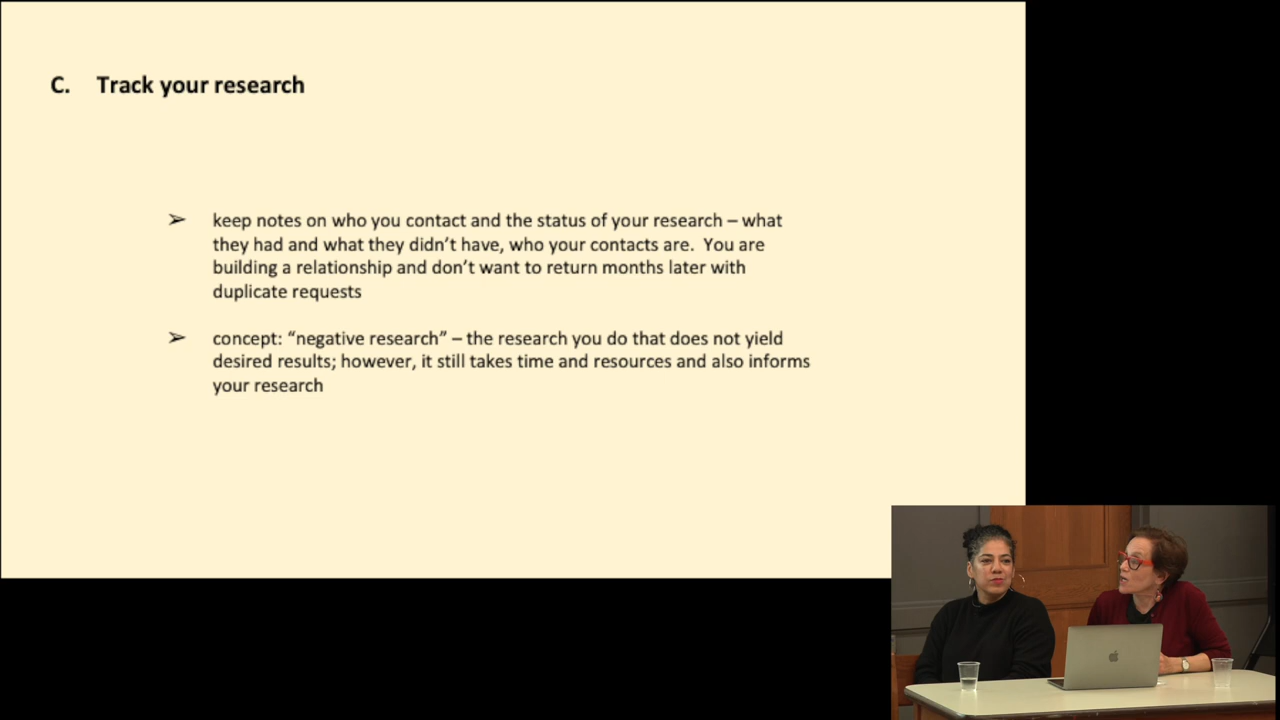 C. Track your research
➢ keep notes on who you contact and the status of your research – what
they had and what they didn’t have, who your contacts are.  You are
building a relationship and don’t want to return months later with
duplicate requests
➢ concept: “negative research” – the research you do that does not yield
desired results; however, it still takes time and resources and also informs
your research